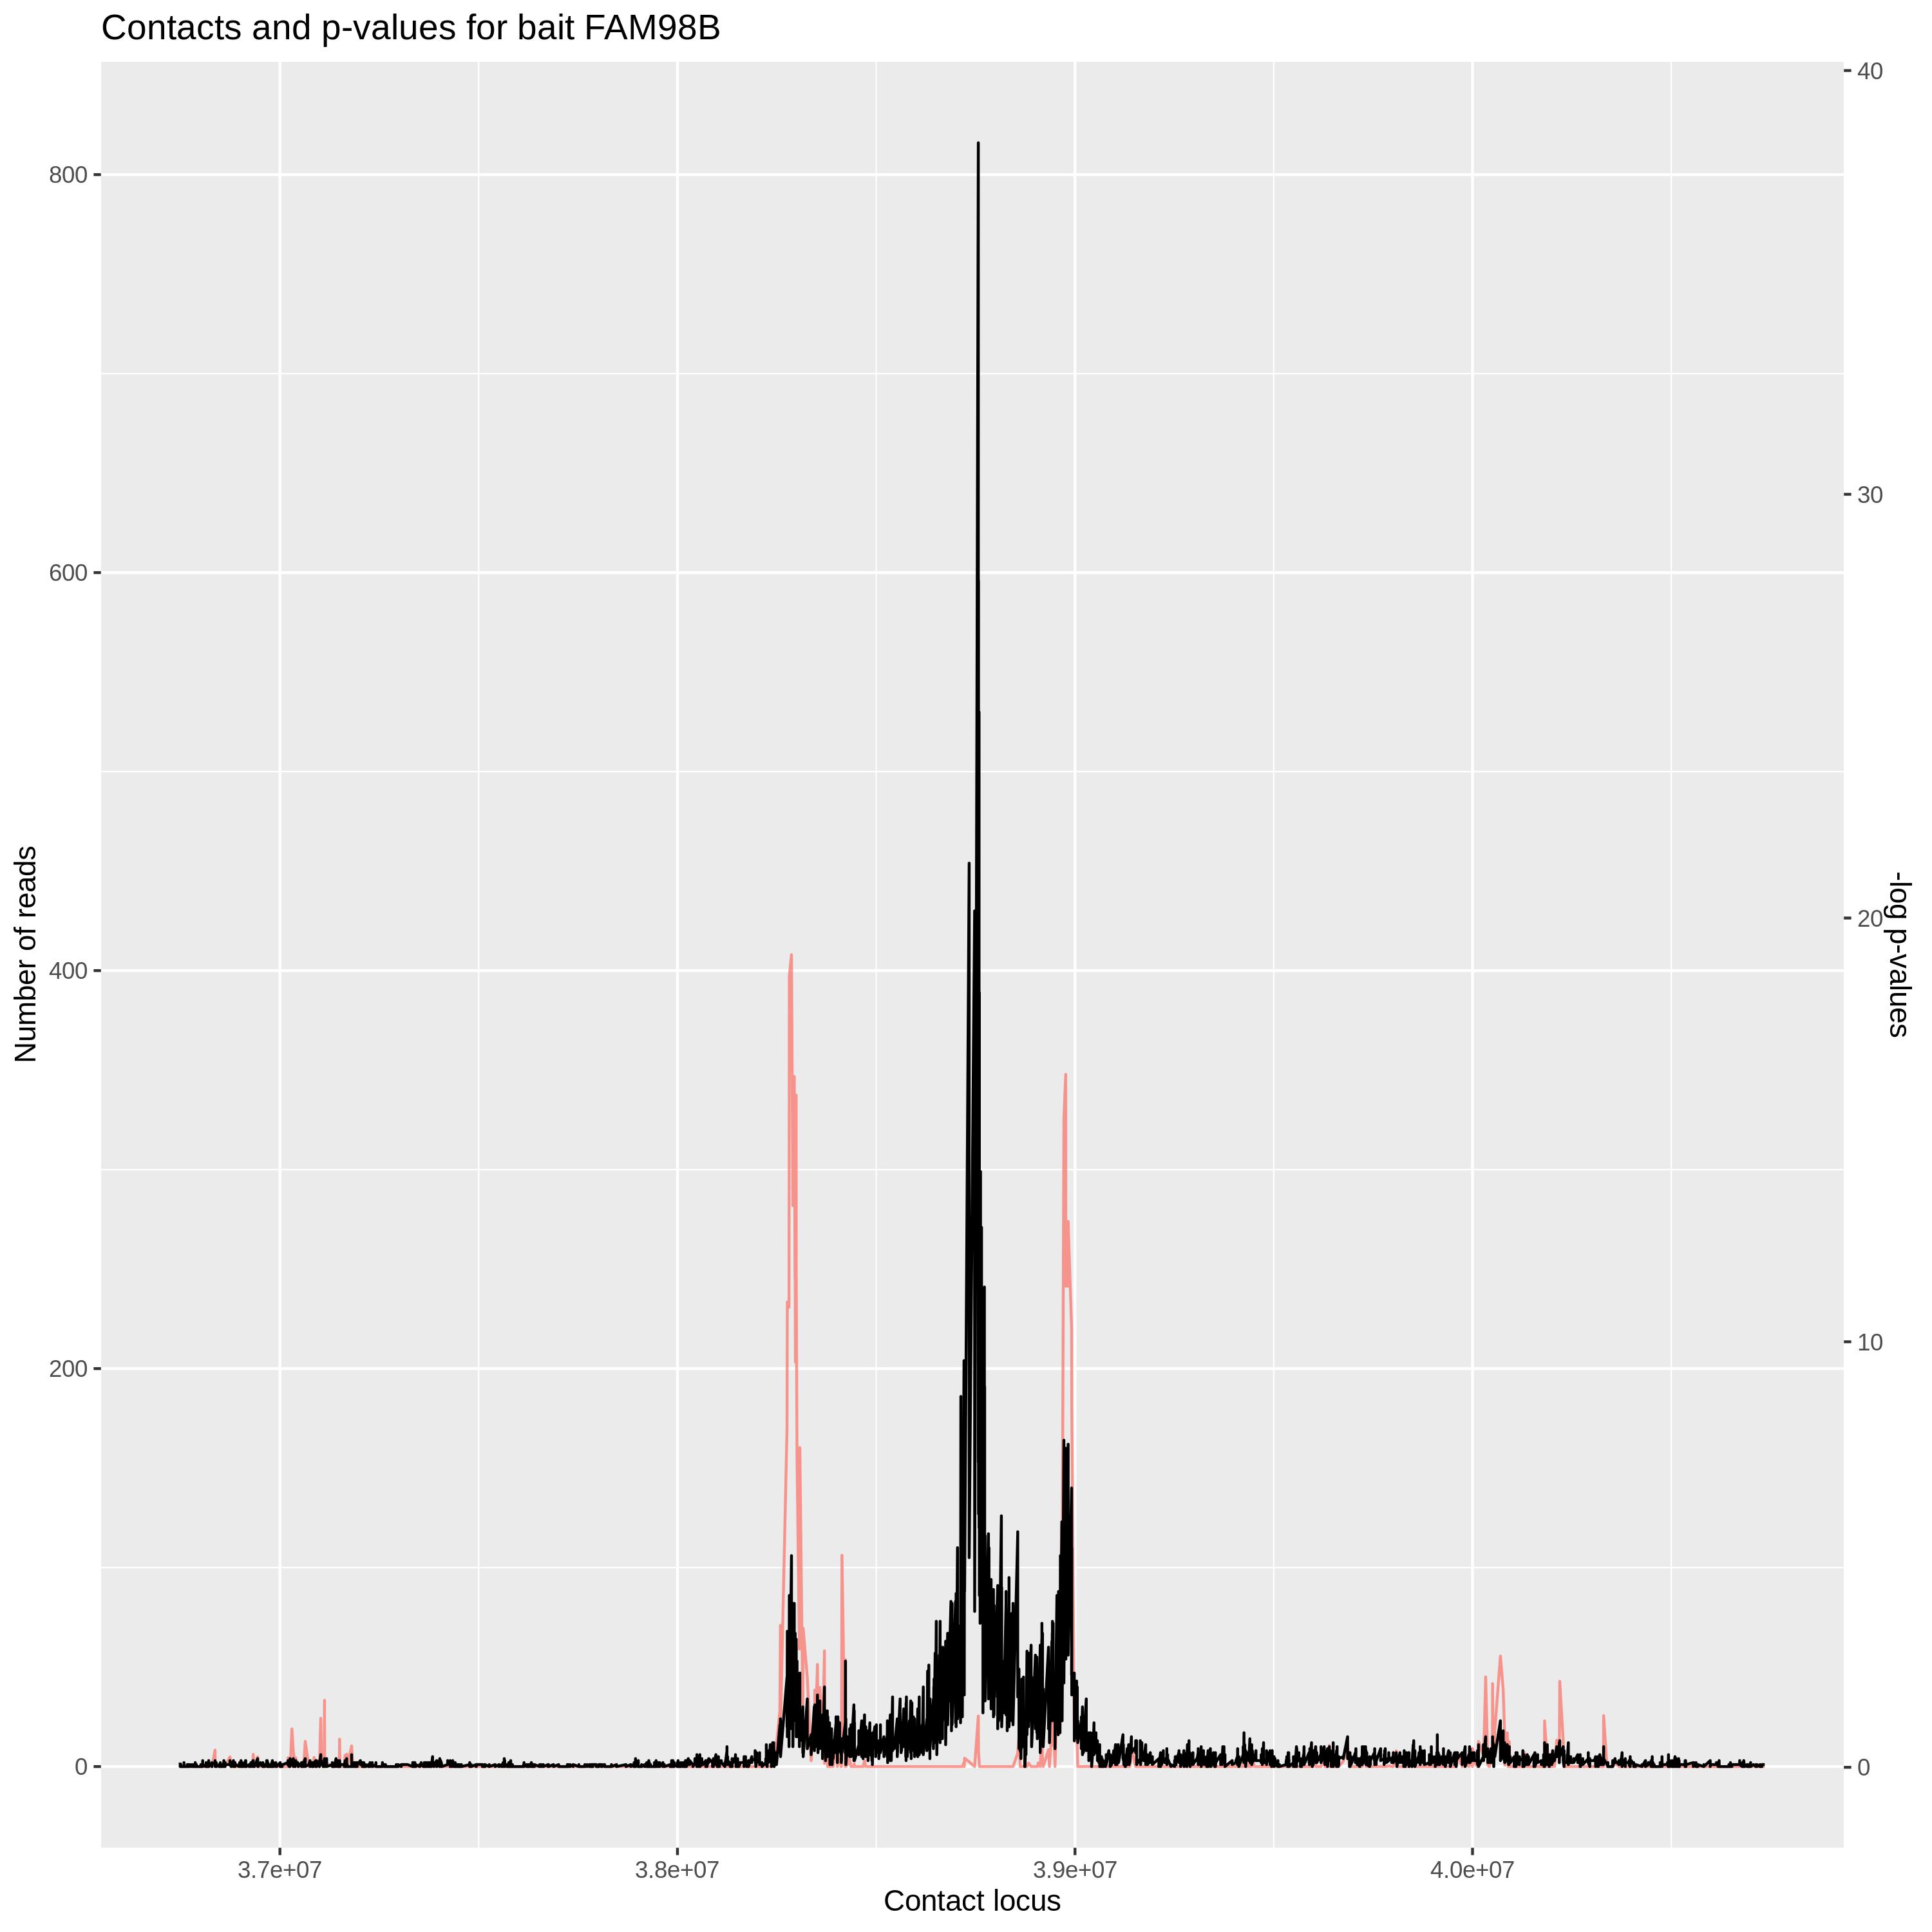 Contacts and p-values for bait FAM98B
800
600
400
200
0
Number of reads
40
30
20
10
0
-log p-values
3.7e+07
3.8e+07
3.9e+07
4.0e+07
Contact locus